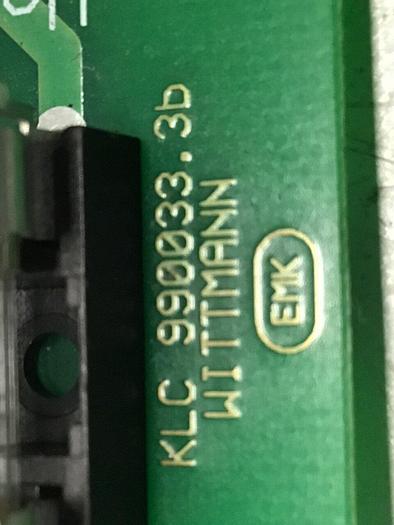 KLC 990033.3b
WITTMANN
EMK